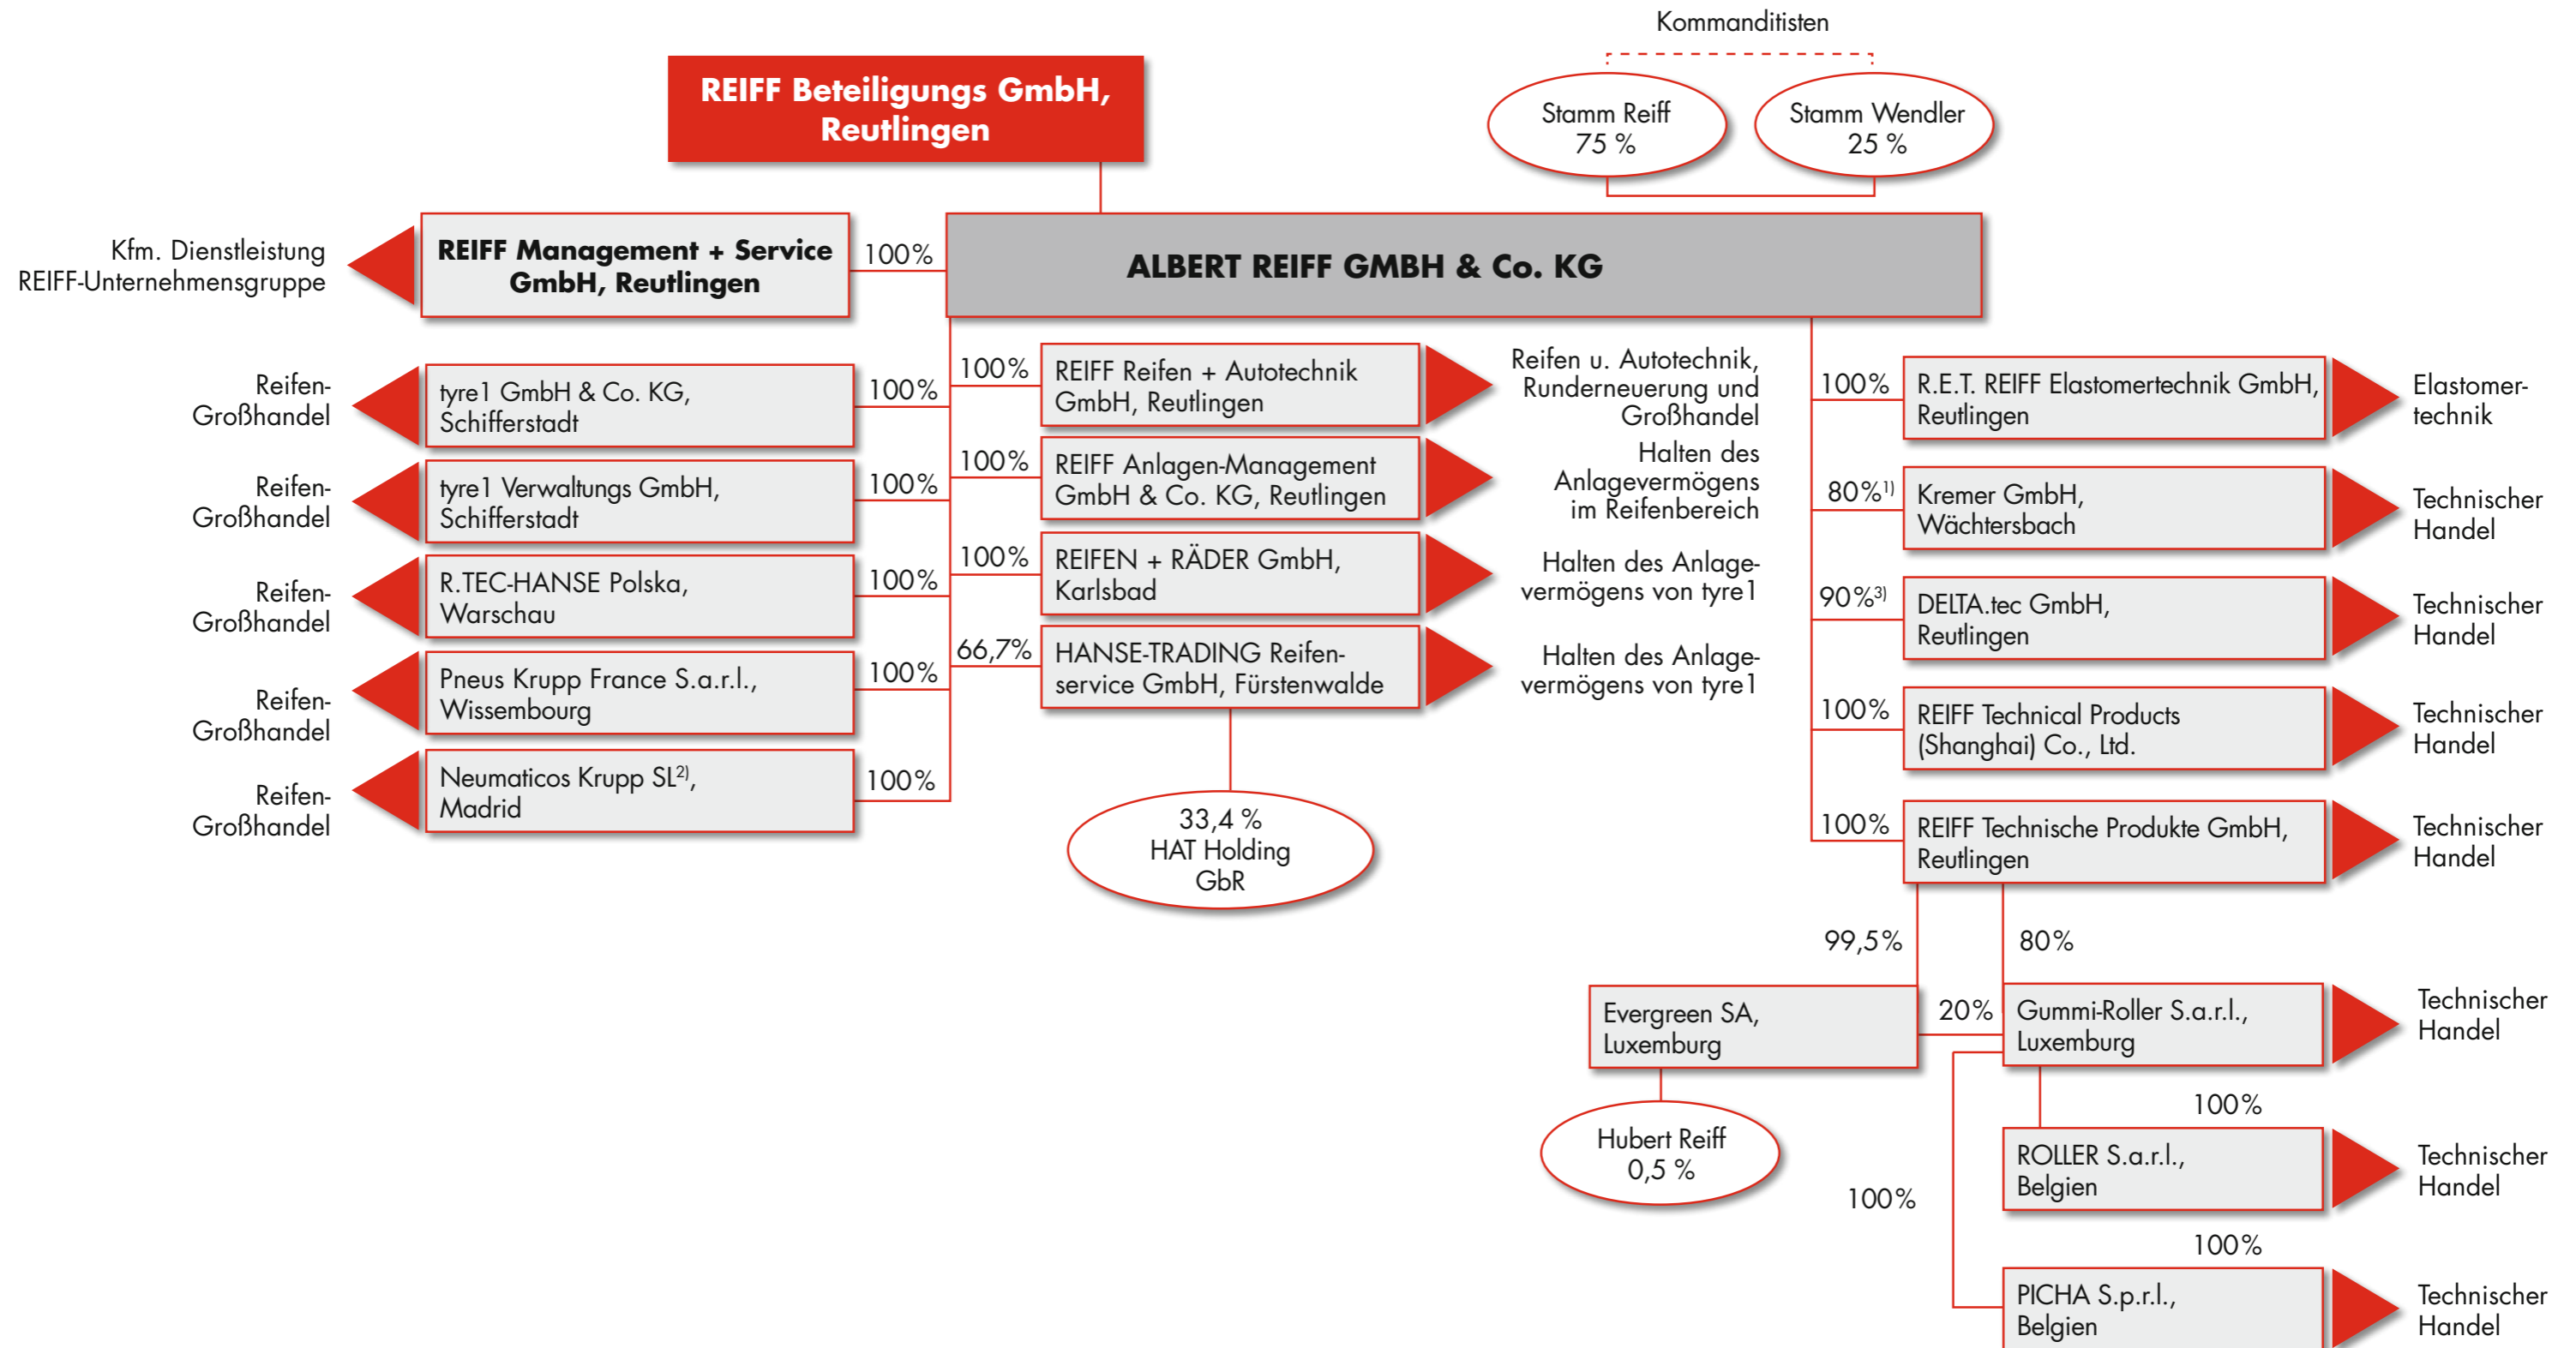 Kommanditisten
REIFF Beteiligungs GmbH,
Reutlingen
Stamm Reiff
75 %
Stamm Wendler
25 %
Kfm. Dienstleistung
REIFF-Unternehmensgruppe
REIFF Management + Service
GmbH, Reutlingen
100%
ALBERT REIFF GMBH & Co. KG
Reifen-
Großhandel
tyre1 GmbH & Co. KG,
Schifferstadt
100%
Reifen-
Großhandel
tyre1 Verwaltungs GmbH,
Schifferstadt
100%
Reifen-
Großhandel
R.TEC-HANSE Polska,
Warschau
100%
Reifen-
Großhandel
Pneus Krupp France S.a.r.l.,
Wissembourg
100%
Reifen-
Großhandel
Neumaticos Krupp SL2),
Madrid
100%
100%
REIFF Reifen + Autotechnik
GmbH, Reutlingen
Reifen u. Autotechnik,
Runderneuerung und
Großhandel
100%
REIFF Anlagen-Management
GmbH & Co. KG, Reutlingen
Halten des
Anlagevermögens
im Reifenbereich
100%
REIFEN + RÄDER GmbH,
Karlsbad
Halten des Anlage-
vermögens von tyre1
66,7%
HANSE-TRADING Reifen-
service GmbH, Fürstenwalde
Halten des Anlage-
vermögens von tyre1
33,4 %
HAT Holding
GbR
100%
R.E.T. REIFF Elastomertechnik GmbH,
Reutlingen
Elastomer-
technik
80%1)
Kremer GmbH,
Wächtersbach
Technischer
Handel
90%3)
DELTA.tec GmbH,
Reutlingen
Technischer
Handel
100%
REIFF Technical Products
(Shanghai) Co., Ltd.
Technischer
Handel
100%
REIFF Technische Produkte GmbH,
Reutlingen
Technischer
Handel
99,5%
80%
Evergreen SA,
Luxemburg
20%
Gummi-Roller S.a.r.l.,
Luxemburg
Technischer
Handel
Hubert Reiff
0,5 %
100%
ROLLER S.a.r.l.,
Belgien
Technischer
Handel
100%
100%
PICHA S.p.r.l.,
Belgien
Technischer
Handel